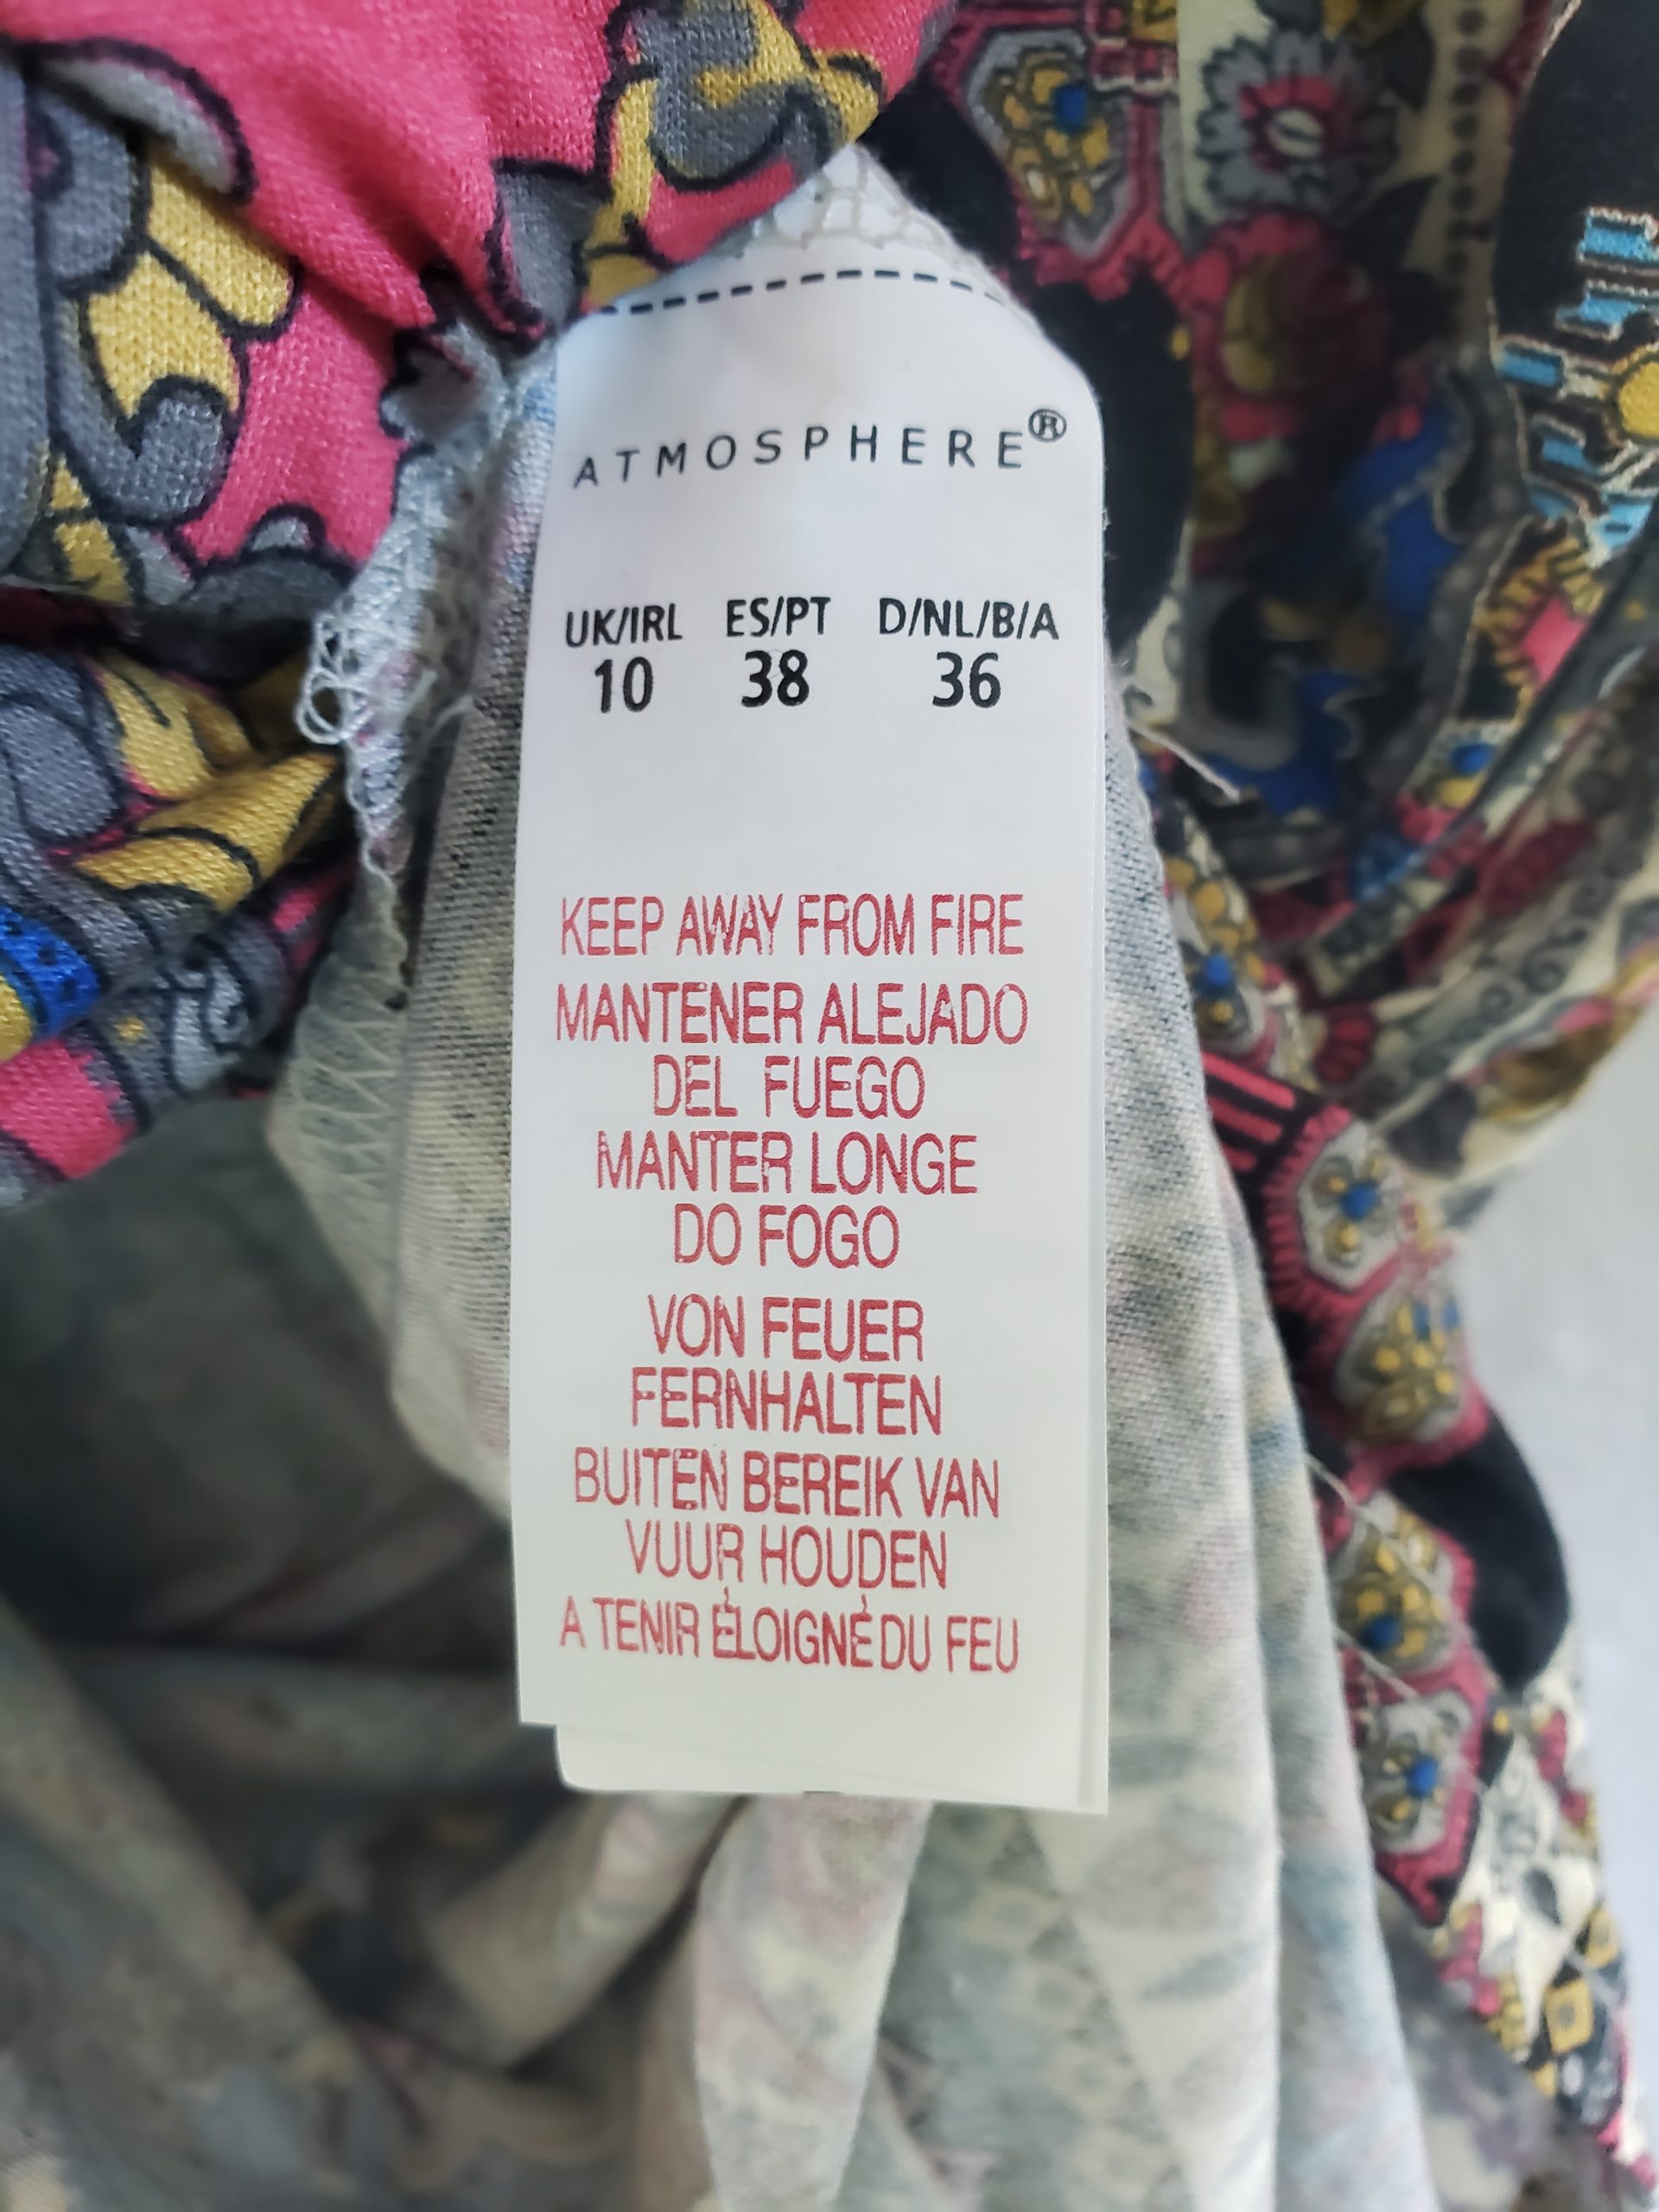 ATMOSPHERE®
UK/IRL ES/PT D/NL/B/A
10 38 36
KEEP AWAY FROM FIRE
MANTENER ALEJADO
DEL FUEGO
MANTER LONGE
DO FOGO
VON FEUER
FERNHALTEN
BUITEN BEREIK VAN
VUUR HOUDEN
A TENIR ÉLOIGNÉ DU FEU